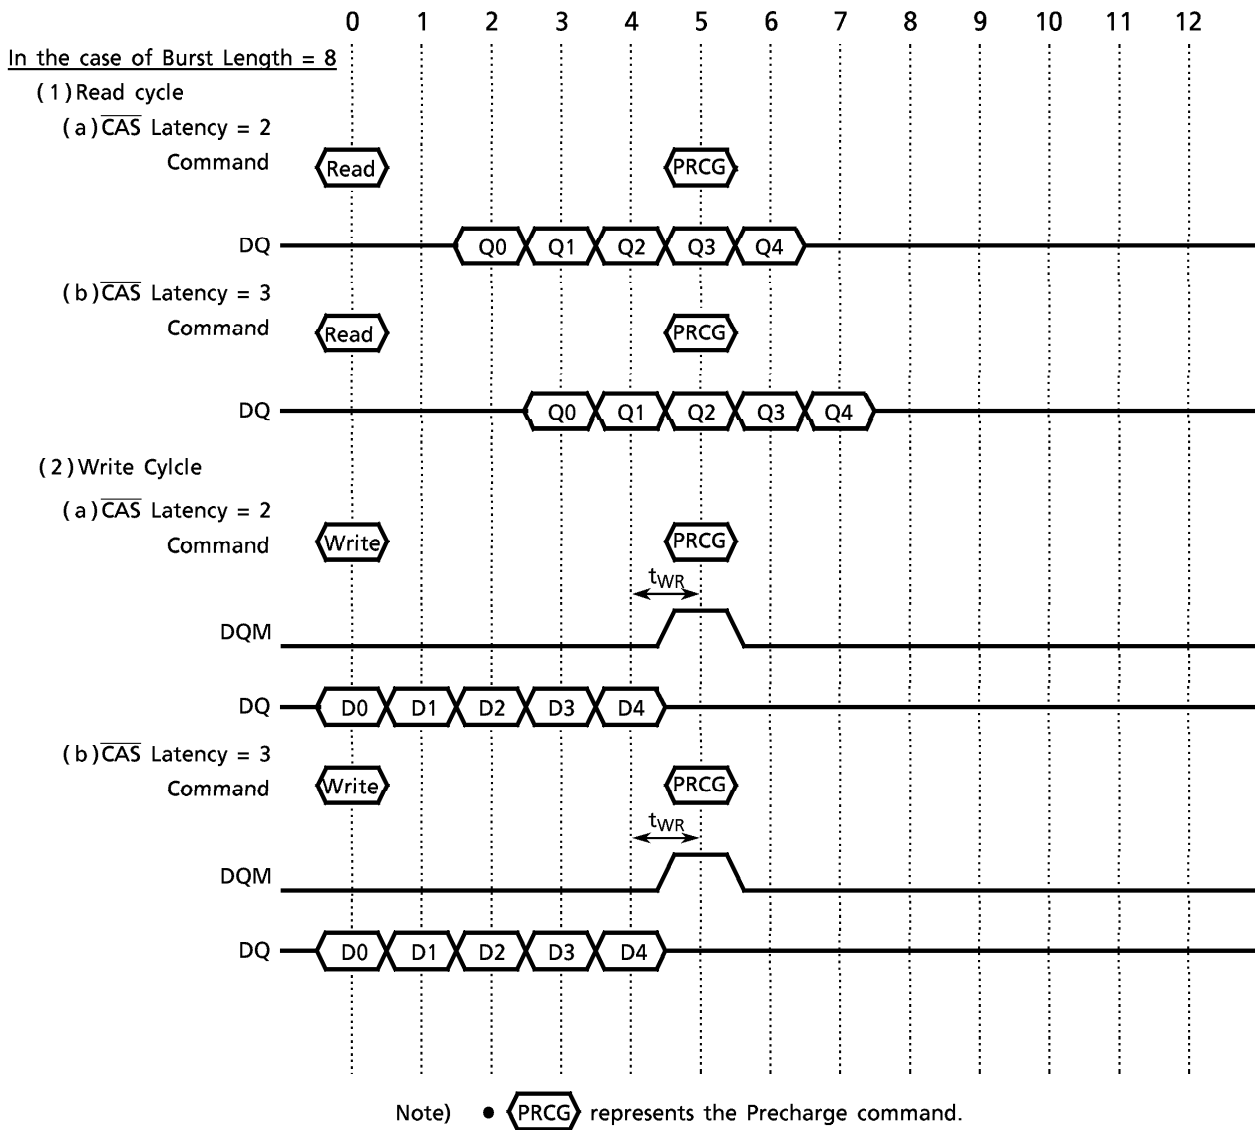 0 1 2 3 4 5 6 7 8 9 10 11 12
In the case of Burst Length = 8
(1) Read cycle
(a) CAS Latency = 2
Command Read PRCG
DQ Q0 Q1 Q2 Q3 Q4
(b) CAS Latency = 3
Command Read PRCG
DQ Q0 Q1 Q2 Q3 Q4
(2) Write Cylcle
(a) CAS Latency = 2
Command Write PRCG
tWR
DQM
DQ D0 D1 D2 D3 D4
(b) CAS Latency = 3
Command Write PRCG
tWR
DQM
DQ D0 D1 D2 D3 D4
Note) • PRCG represents the Precharge command.